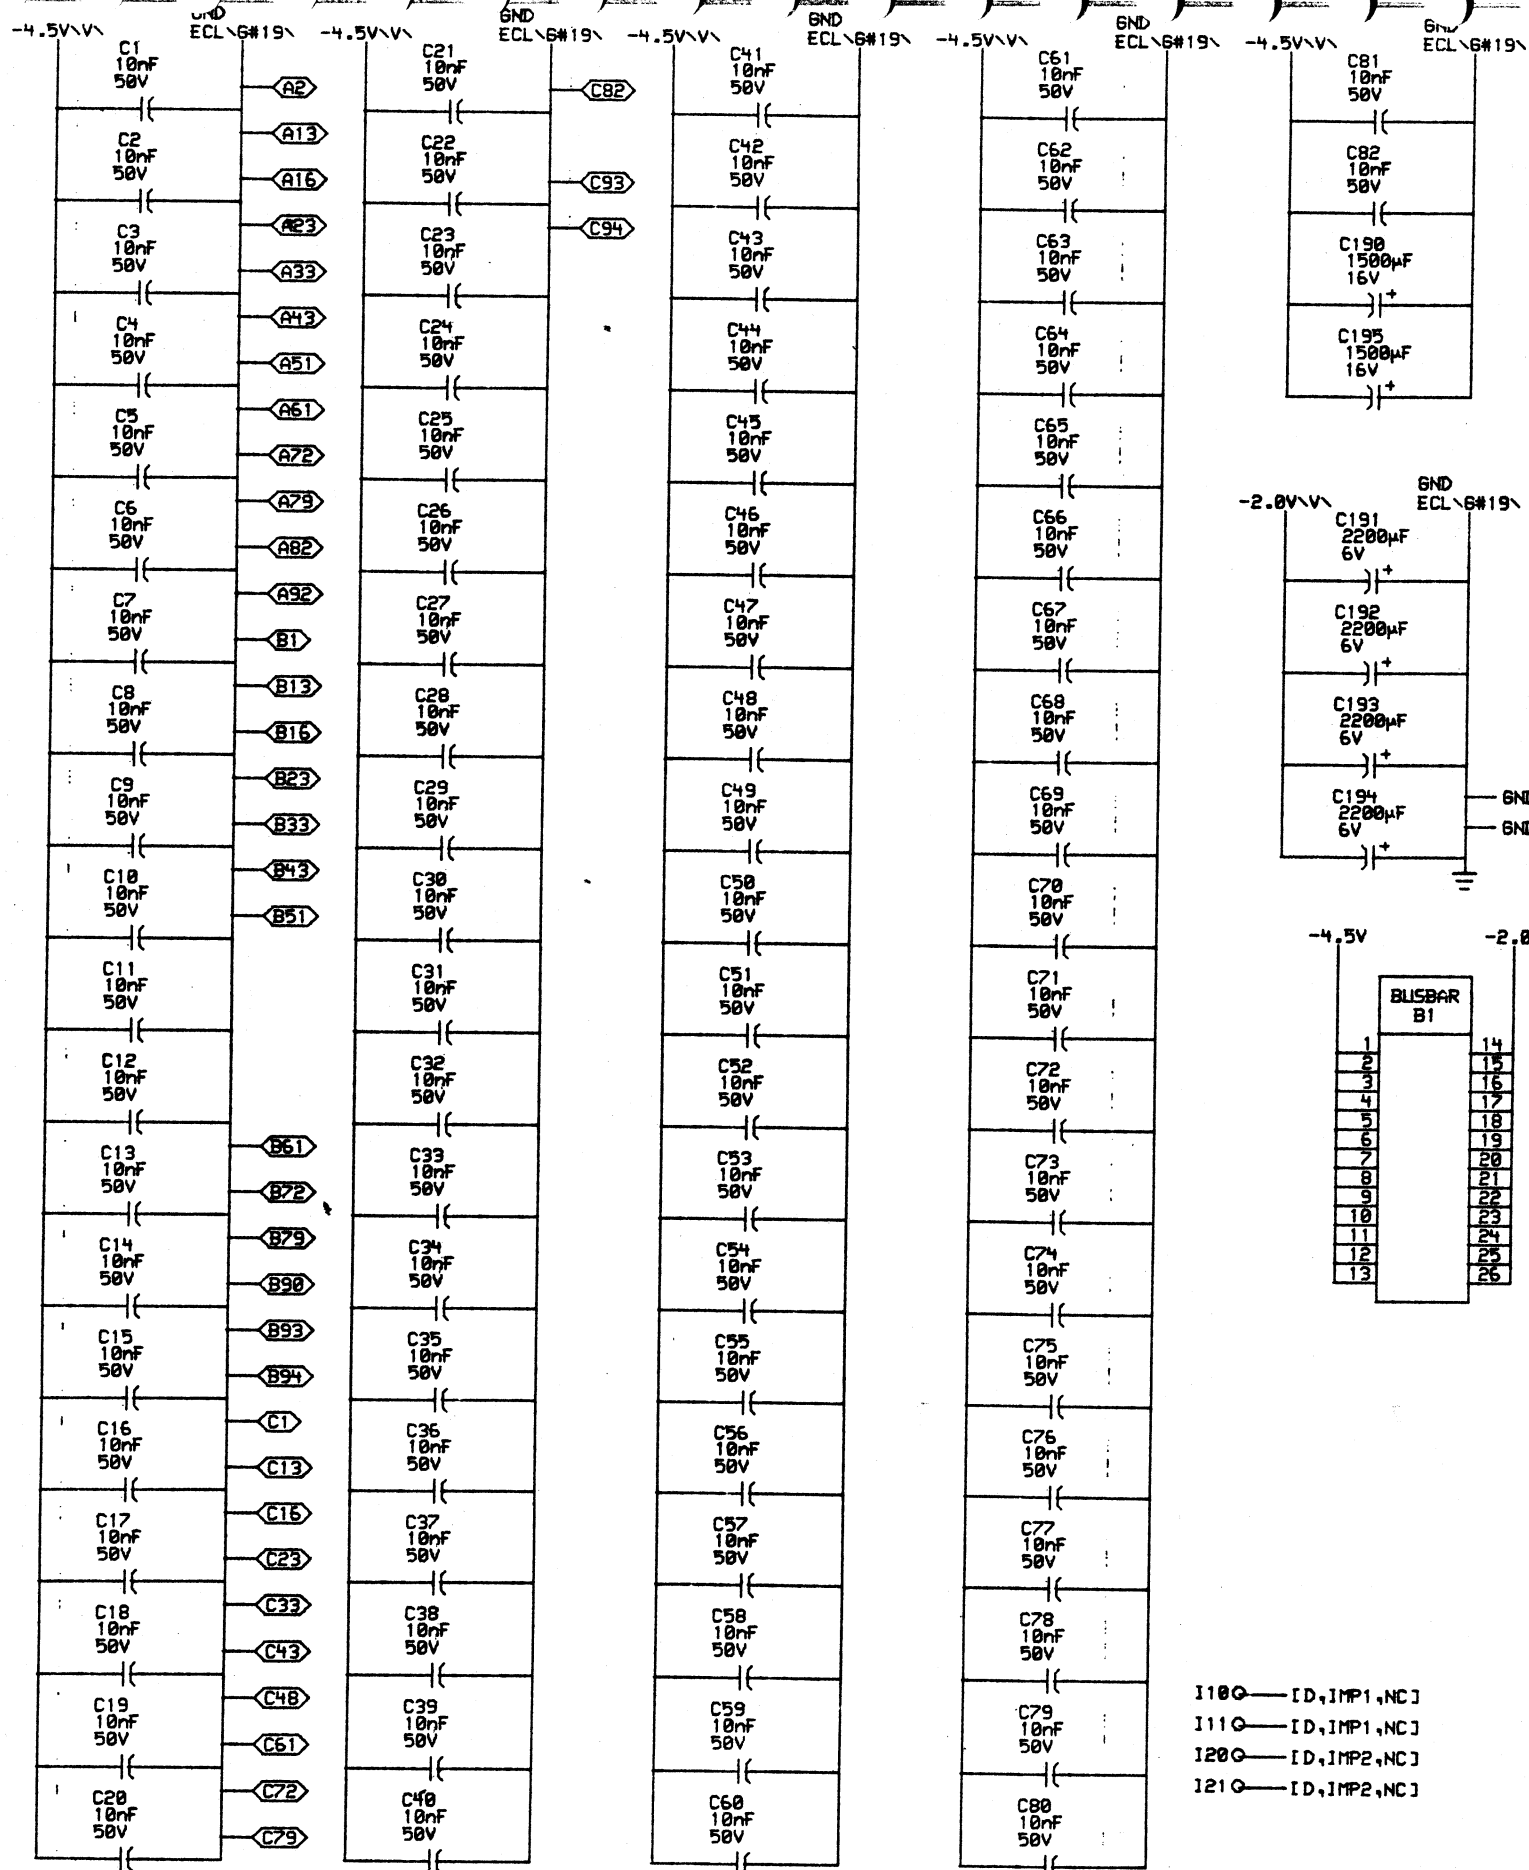 -4.5V\V\
GND
ECL\G#19\
C1
10nF
50V
C2
10nF
50V
C3
10nF
50V
C4
10nF
50V
C5
10nF
50V
C6
10nF
50V
C7
10nF
50V
C8
10nF
50V
C9
10nF
50V
C10
10nF
50V
C11
10nF
50V
C12
10nF
50V
C13
10nF
50V
C14
10nF
50V
C15
10nF
50V
C16
10nF
50V
C17
10nF
50V
C18
10nF
50V
C19
10nF
50V
C20
10nF
50V
A2
A13
A16
A23
A33
A43
A51
A61
A72
A79
A82
A92
B1
B13
B16
B23
B33
B43
B51
B61
B72
B79
B90
B93
B94
C1
C13
C16
C23
C33
C43
C48
C61
C72
C79
-4.5V\V\
GND
ECL\G#19\
C21
10nF
50V
C22
10nF
50V
C23
10nF
50V
C24
10nF
50V
C25
10nF
50V
C26
10nF
50V
C27
10nF
50V
C28
10nF
50V
C29
10nF
50V
C30
10nF
50V
C31
10nF
50V
C32
10nF
50V
C33
10nF
50V
C34
10nF
50V
C35
10nF
50V
C36
10nF
50V
C37
10nF
50V
C38
10nF
50V
C39
10nF
50V
C40
10nF
50V
C82
C93
C94
-4.5V\V\
GND
ECL\G#19\
C41
10nF
50V
C42
10nF
50V
C43
10nF
50V
C44
10nF
50V
C45
10nF
50V
C46
10nF
50V
C47
10nF
50V
C48
10nF
50V
C49
10nF
50V
C50
10nF
50V
C51
10nF
50V
C52
10nF
50V
C53
10nF
50V
C54
10nF
50V
C55
10nF
50V
C56
10nF
50V
C57
10nF
50V
C58
10nF
50V
C59
10nF
50V
C60
10nF
50V
-4.5V\V\
GND
ECL\G#19\
C61
10nF
50V
C62
10nF
50V
C63
10nF
50V
C64
10nF
50V
C65
10nF
50V
C66
10nF
50V
C67
10nF
50V
C68
10nF
50V
C69
10nF
50V
C70
10nF
50V
C71
10nF
50V
C72
10nF
50V
C73
10nF
50V
C74
10nF
50V
C75
10nF
50V
C76
10nF
50V
C77
10nF
50V
C78
10nF
50V
C79
10nF
50V
C80
10nF
50V
-4.5V\V\
GND
ECL\G#19\
C81
10nF
50V
C82
10nF
50V
C190
1500µF
16V
+
C195
1500µF
16V
+
-2.0V\V\
GND
ECL\G#19\
C191
2200µF
6V
+
C192
2200µF
6V
+
C193
2200µF
6V
+
C194
2200µF
6V
+
GND
GND
-4.5V
-2.0
BUSBAR
B1
1 14
2 15
3 16
4 17
5 18
6 19
7 20
8 21
9 22
10 23
11 24
12 25
13 26
I10 [D,IMP1,NC]
I11 [D,IMP1,NC]
I20 [D,IMP2,NC]
I21 [D,IMP2,NC]